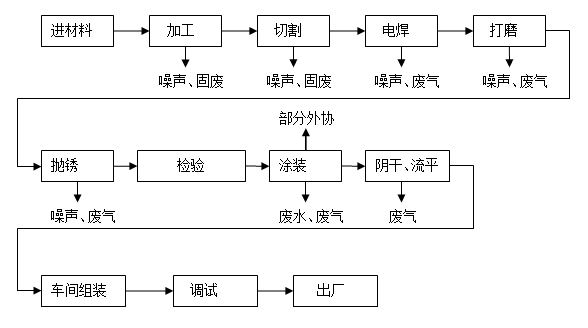 进材料 加工 切割 电焊 打磨
噪声、固废 噪声、固废 噪声、废气 噪声、废气
部分外协
抛锈 检验 涂装 阴干、流平
噪声、废气 废水、废气 废气
车间组装 调试 出厂